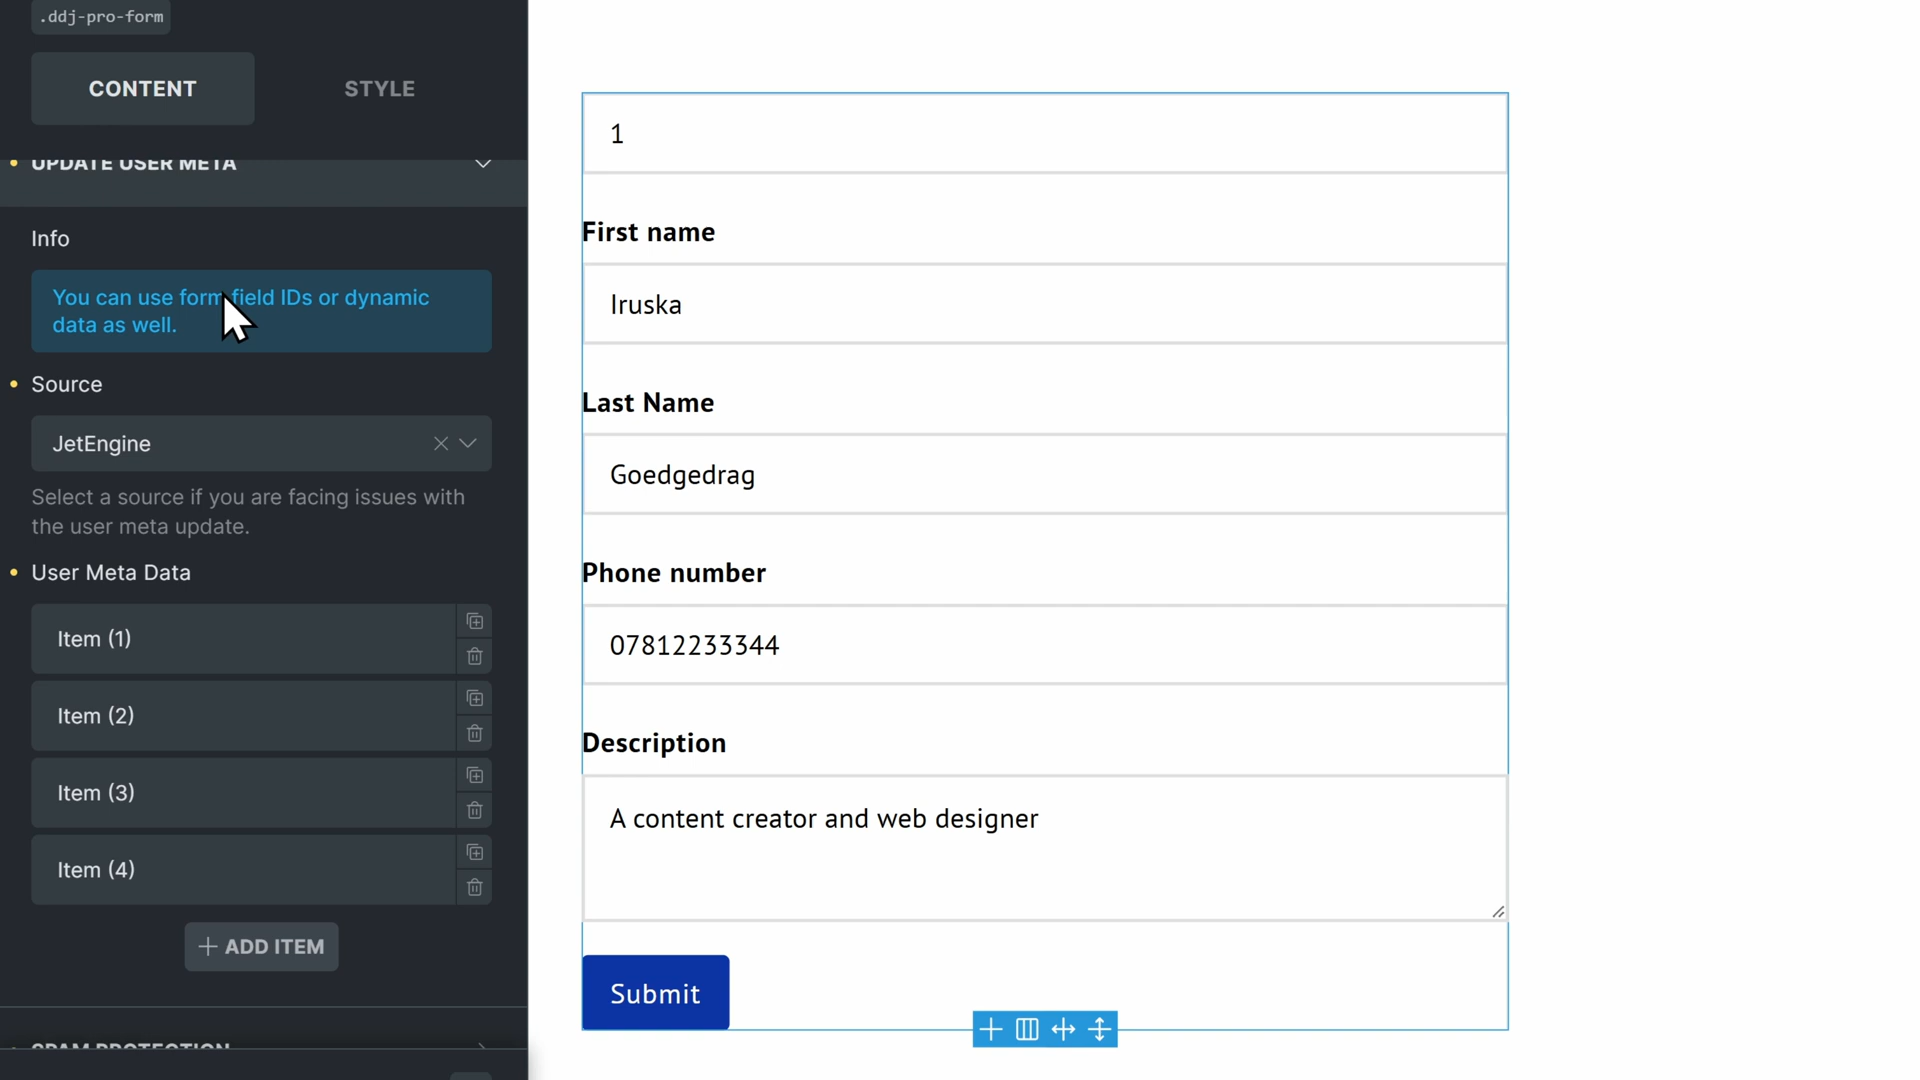 .ddj-pro-form
CONTENT
STYLE
UPDATE USER META
Info
You can use form field IDs or dynamic
data as well.
Source
JetEngine
Select a source if you are facing issues with
the user meta update.
User Meta Data
Item (1)
Item (2)
Item (3)
Item (4)
ADD ITEM
SPAM PROTECTION
1
First name
Iruska
Last Name
Goedgedrag
Phone number
07812233344
Description
A content creator and web designer
Submit